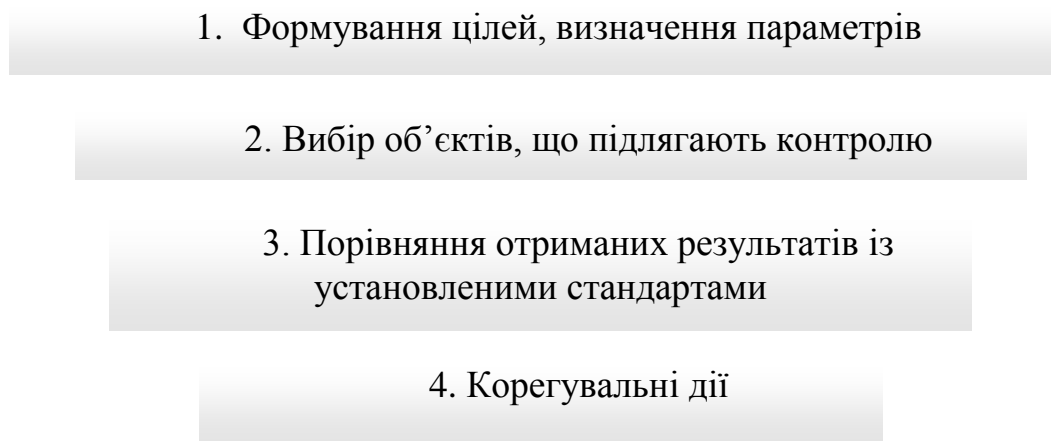 1. Формування цілей, визначення параметрів
2. Вибір об’єктів, що підлягають контролю
3. Порівняння отриманих результатів із
установленими стандартами
4. Корегувальні дії